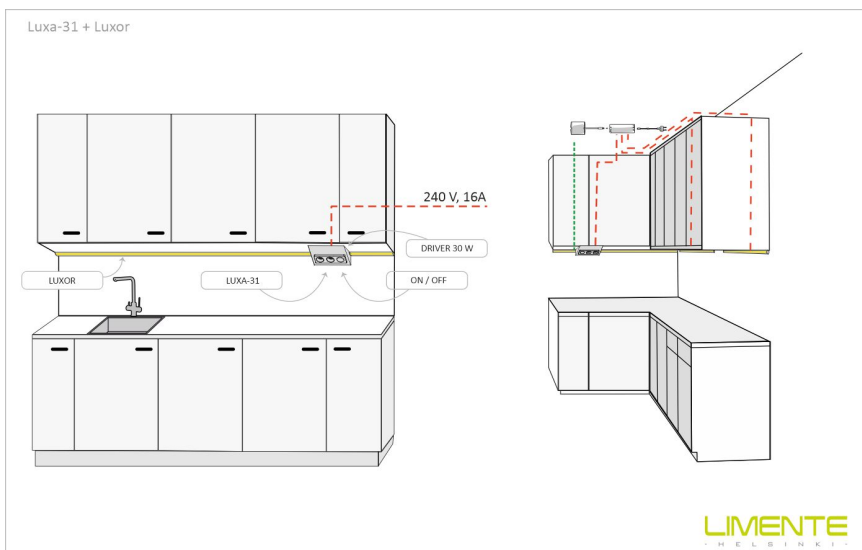 Luxa-31 + Luxor
240 V, 16A
DRIVER 30 W
LUXOR
LUXA-31
ON / OFF
LIMENTE
· HELSINKI ·